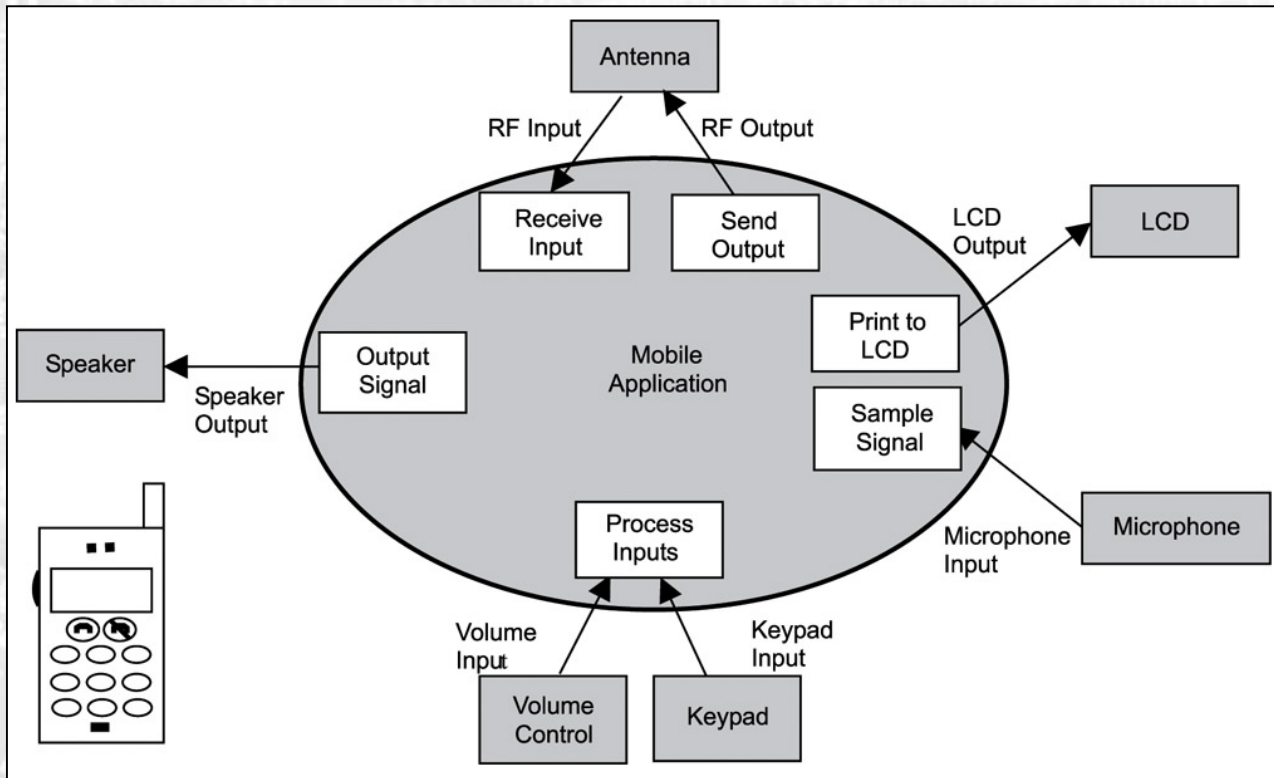 Antenna
RF Input
RF Output
Receive
Input
Send
Output
LCD
Output
LCD
Print to
LCD
Speaker
Output
Signal
Mobile
Application
Speaker
Output
Sample
Signal
Process
Inputs
Microphone
Input
Microphone
Volume
Input
Keypad
Input
Volume
Control
Keypad